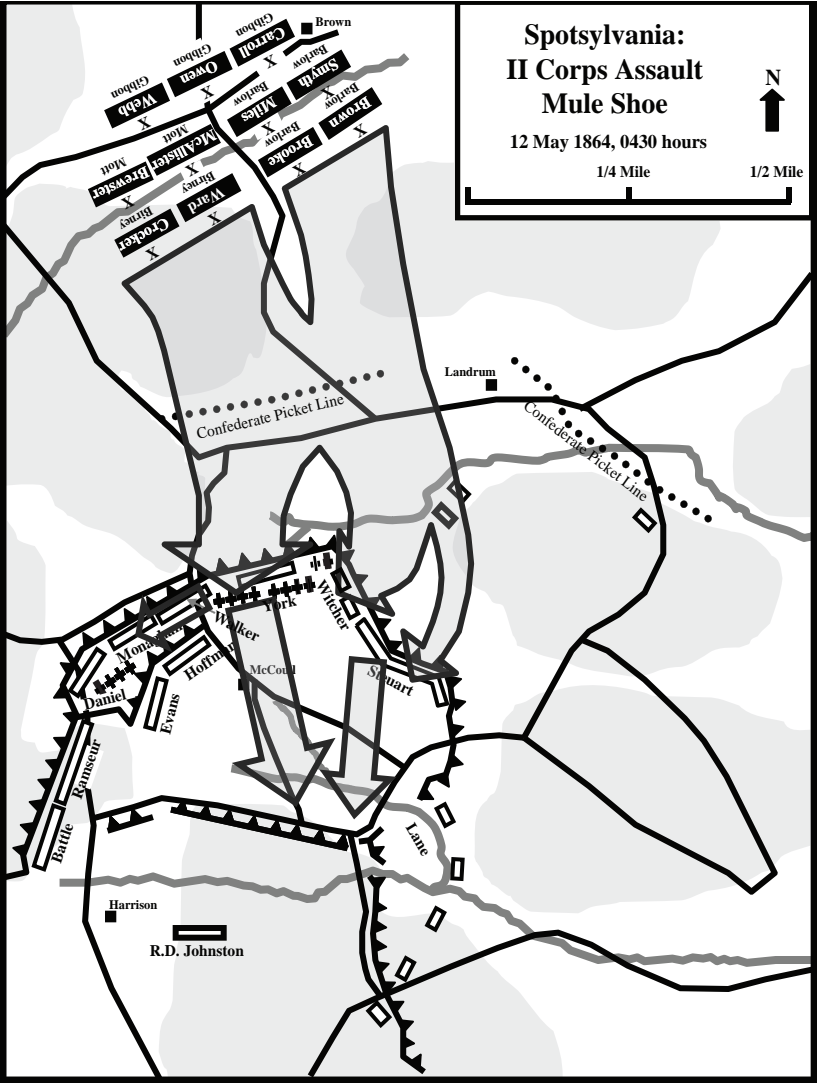 Spotsylvania:
II Corps Assault
Mule Shoe
12 May 1864, 0430 hours
N
1/4 Mile
1/2 Mile
Brown
Gibbon
Carroll
X
Gibbon
Owen
X
Gibbon
Webb
X
Barlow
Smyth
X
Barlow
Miles
X
Barlow
Brown
X
Barlow
Brooke
X
Mott
McAllister
X
Mott
Brewster
X
Birney
Ward
X
Birney
Crocker
X
Landrum
Confederate Picket Line
Confederate Picket Line
York
Witcher
Walker
Hoffman
McCoull
Steuart
Daniel
Evans
Ramseur
Battle
Lane
Harrison
R.D. Johnston